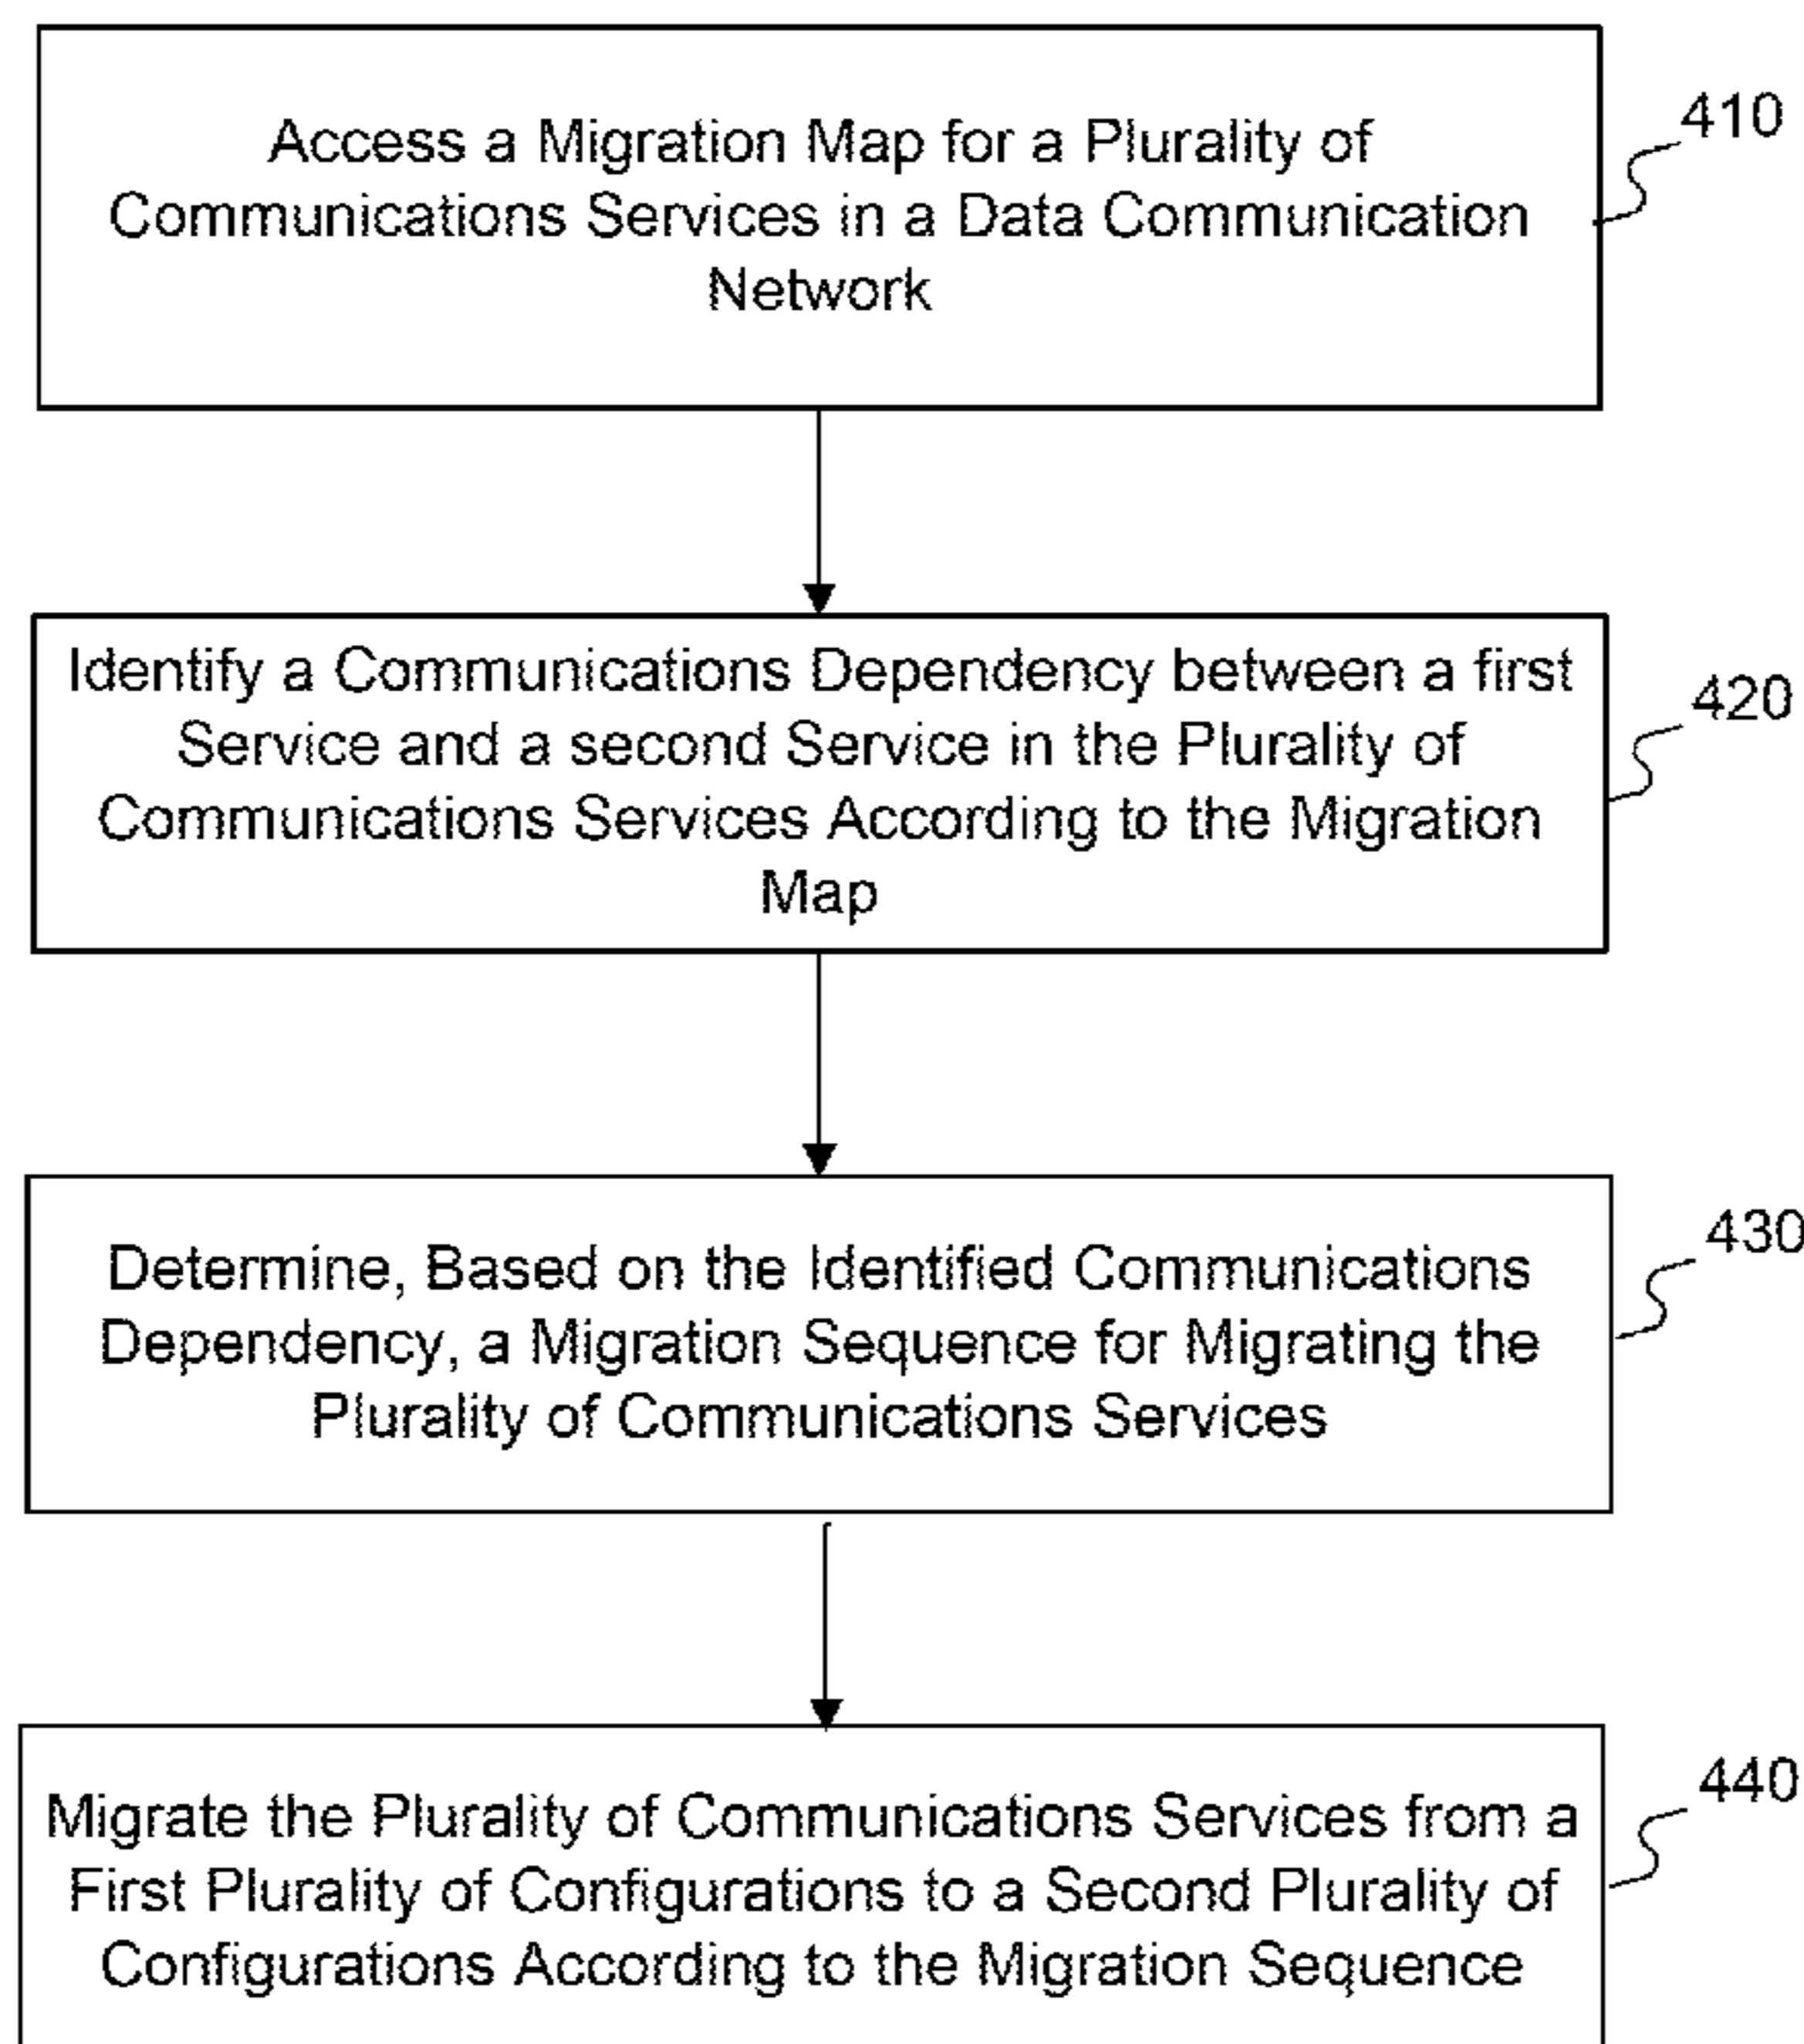 Access a Migration Map for a Plurality of
Communications Services in a Data Communication
Network
410
Identify a Communications Dependency between a first
Service and a second Service in the Plurality of
Communications Services According to the Migration
Map
420
Determine, Based on the Identified Communications
Dependency, a Migration Sequence for Migrating the
Plurality of Communications Services
430
Migrate the Plurality of Communications Services from a
First Plurality of Configurations to a Second Plurality of
Configurations According to the Migration Sequence
440